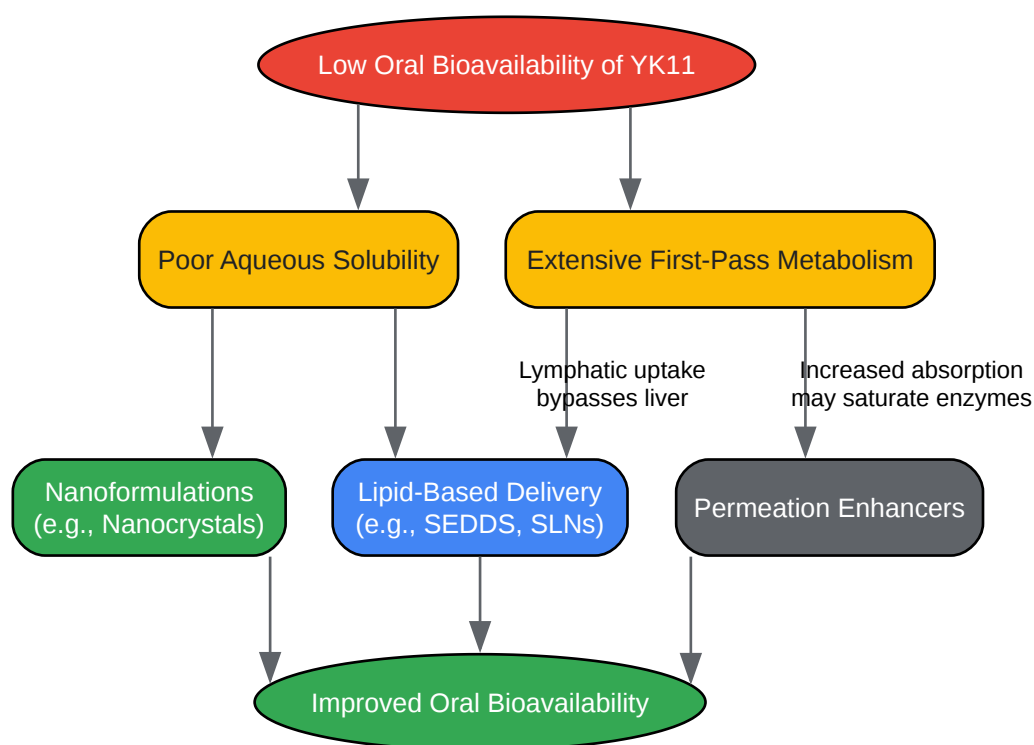 Low Oral Bioavailability of YK11
Poor Aqueous Solubility
Extensive First-Pass Metabolism
Lymphatic uptake
bypasses liver
Increased absorption
may saturate enzymes
Nanoformulations
(e.g., Nanocrystals)
Lipid-Based Delivery
(e.g., SEDDS, SLNs)
Permeation Enhancers
Improved Oral Bioavailability